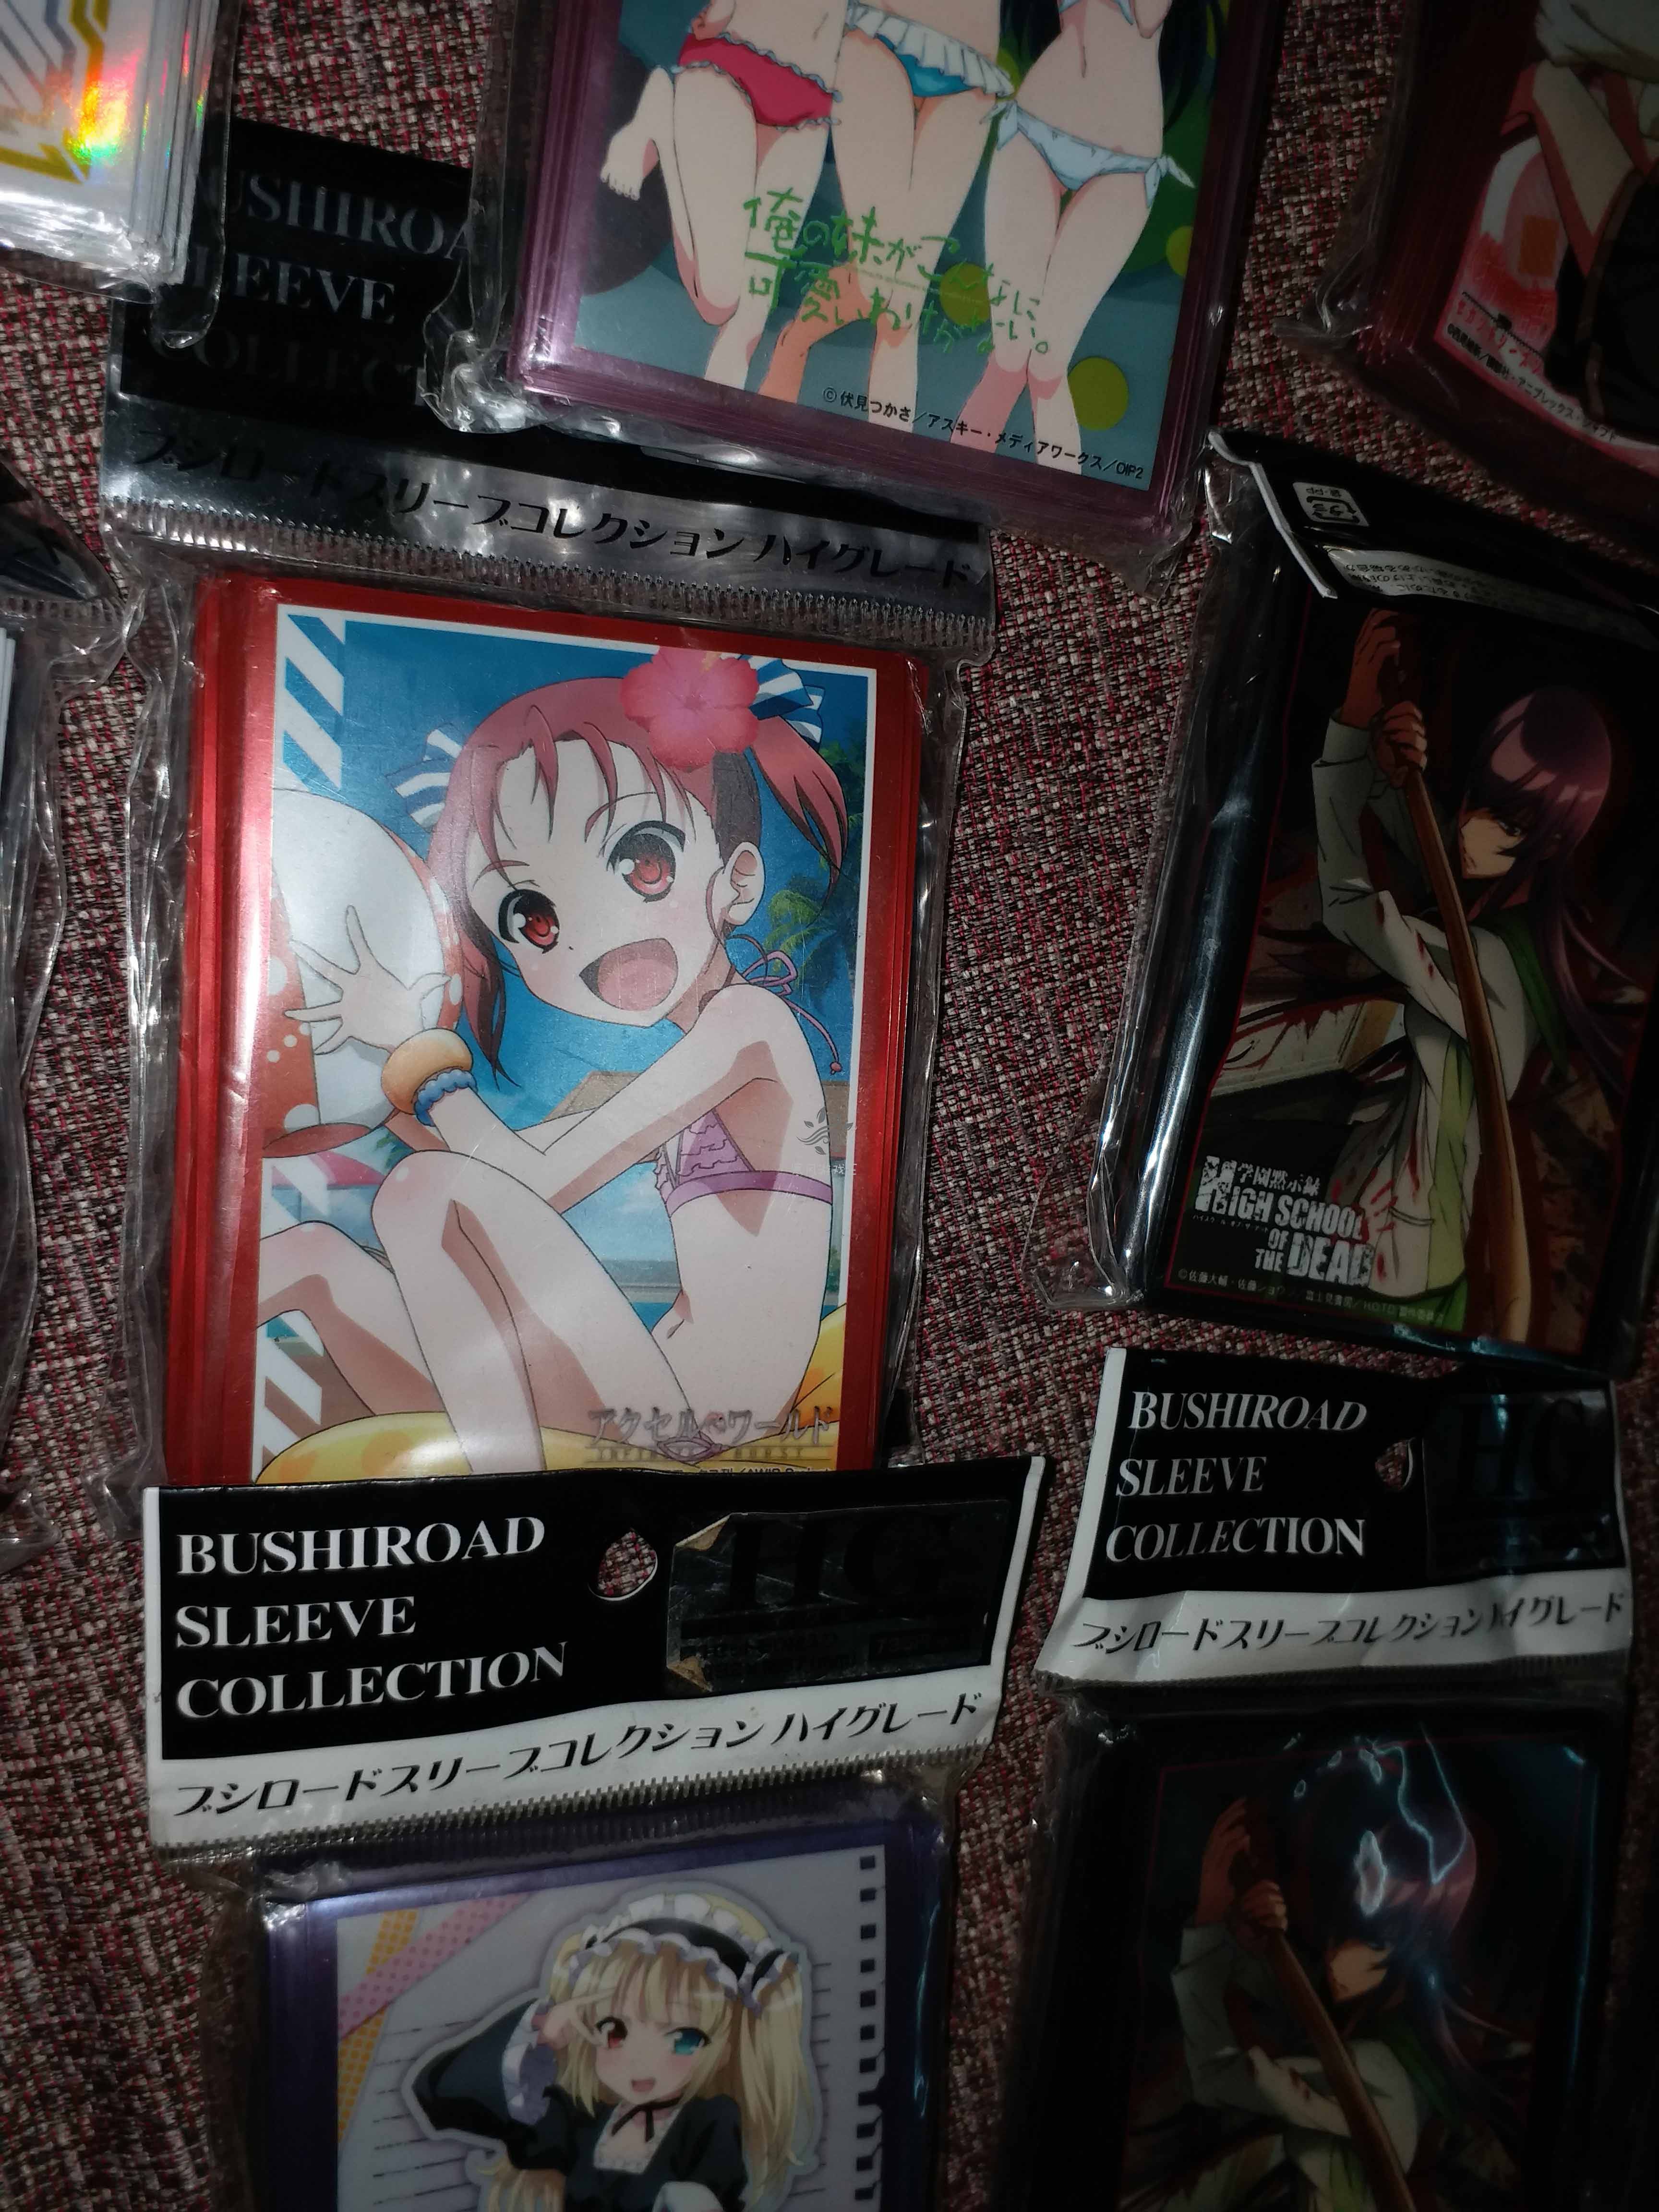 BUSHIROAD
SLEEVE
COLLECTION
ブシロードスリーブコレクション ハイグレード
俺の妹がこんなに
可愛いわけがない。
©伏見つかさ／アスキー・メディアワークス／OIP2
学園黙示録
HIGH SCHOOL
OF
THE DEAD
アクセル・ワールド
BUSHIROAD
SLEEVE
COLLECTION
HG
ブシロードスリーブコレクション ハイグレード
BUSHIROAD
SLEEVE
COLLECTION
HG
ブシロードスリーブコレクション ハイグレード